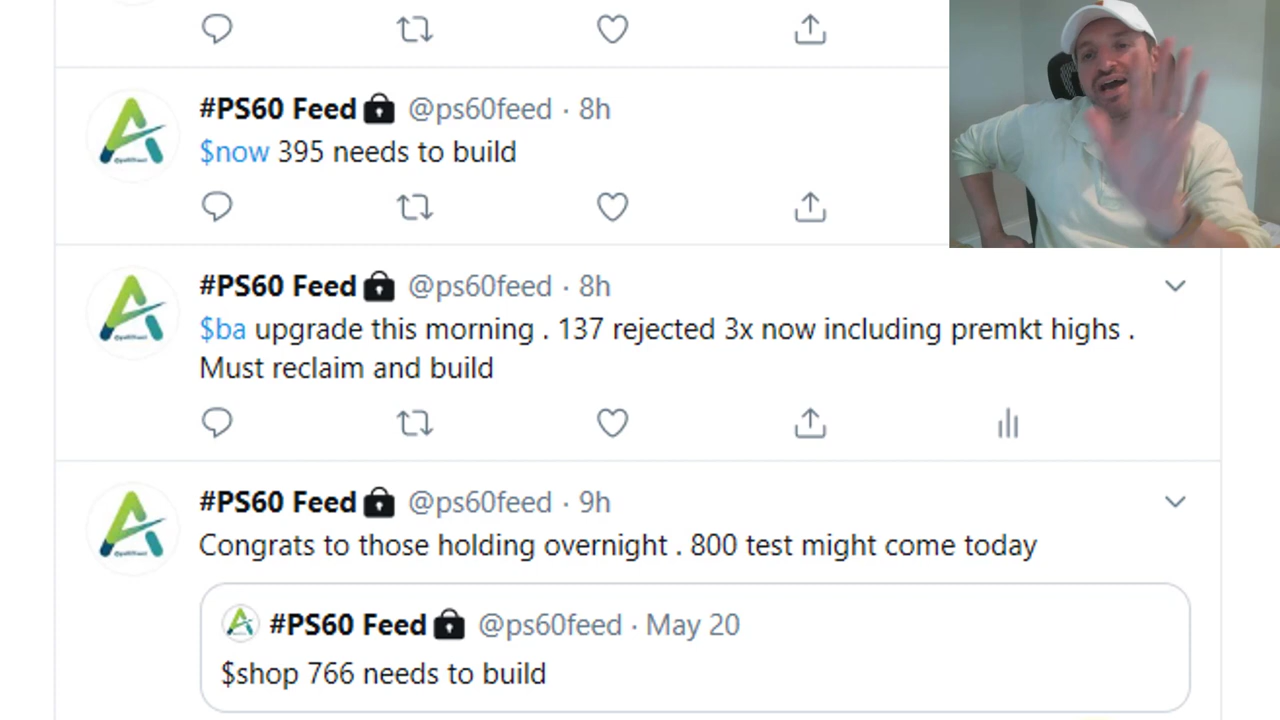 #PS60 Feed @ps60feed · 8h
$now 395 needs to build
#PS60 Feed @ps60feed · 8h
$ba upgrade this morning . 137 rejected 3x now including premkt highs .
Must reclaim and build
#PS60 Feed @ps60feed · 9h
Congrats to those holding overnight . 800 test might come today
#PS60 Feed @ps60feed · May 20
$shop 766 needs to build